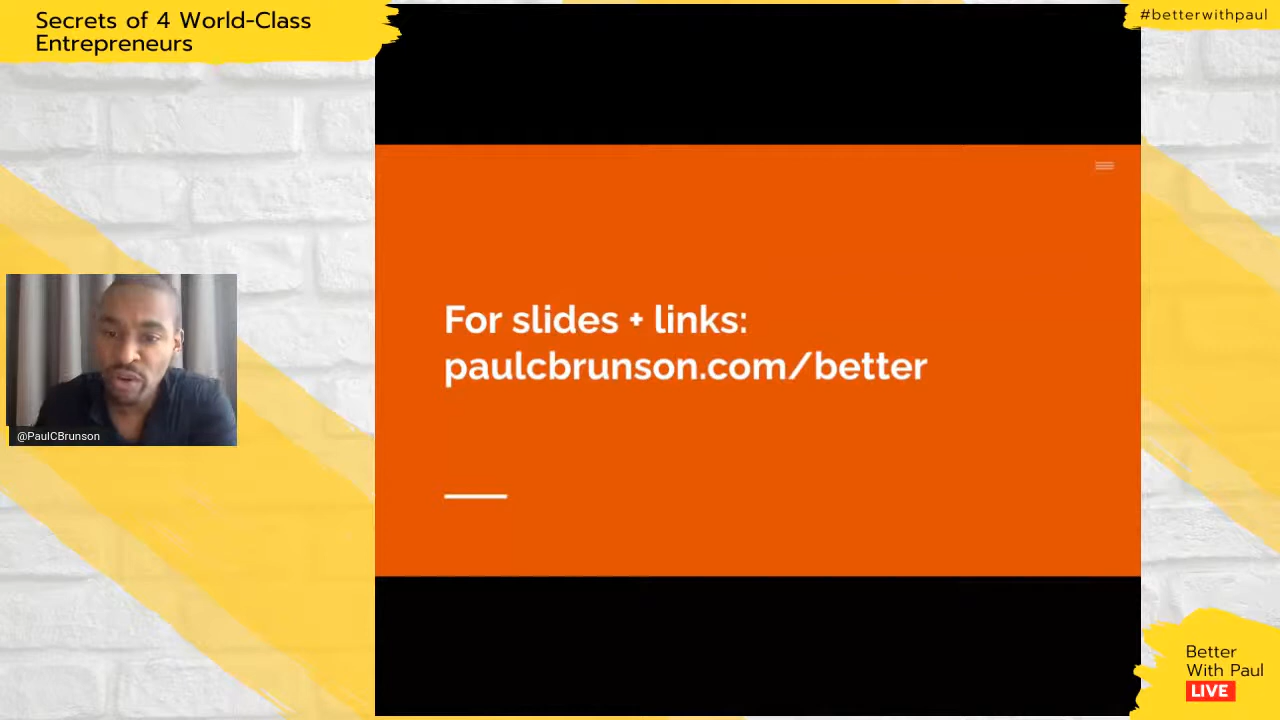 Secrets of 4 World-Class
Entrepreneurs
#betterwithpaul
For slides + links:
paulcbrunson.com/better
@PaulCBrunson
Better
With Paul
LIVE